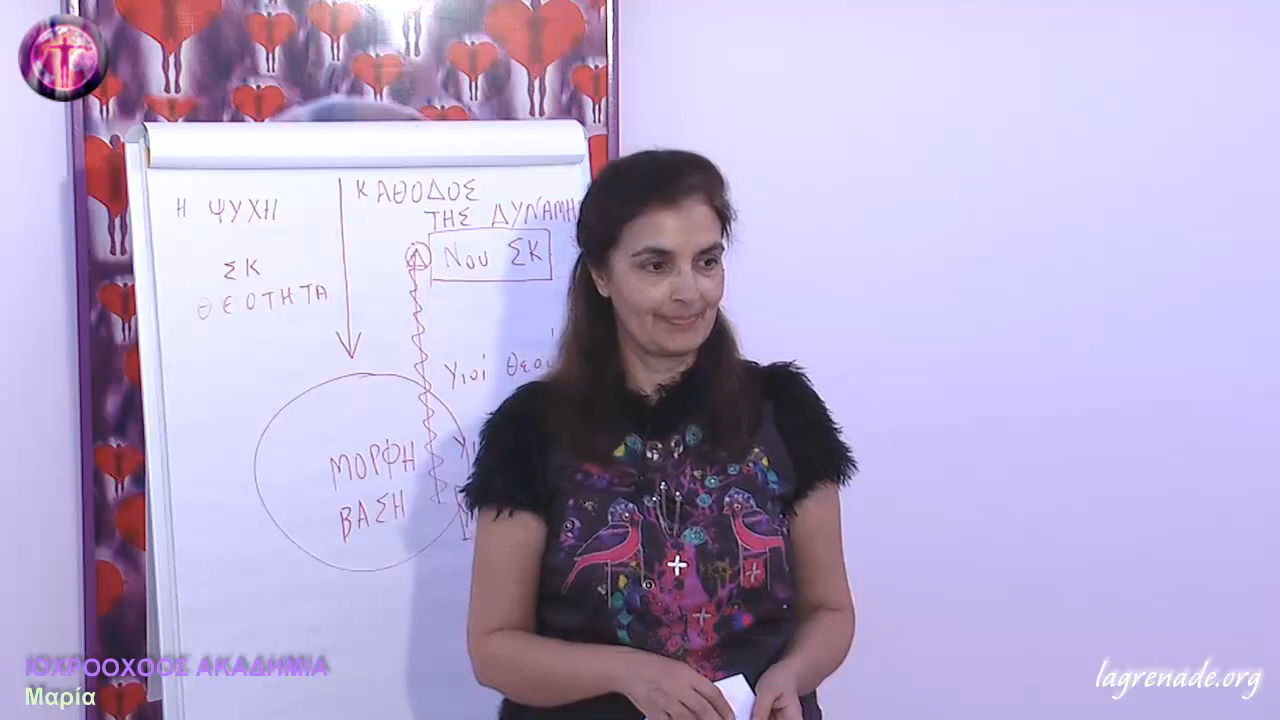 Η ΨΥΧΗ
ΣΚ
ΘΕΟΤΗΤΑ
ΚΑΘΟΔΟΣ
ΤΗΣ ΔΥΝΑΜΗ
Νου ΣΚ
Υιοί Θεού
ΜΟΡΦΗ
ΒΑΣΗ
ΙΟΧΡΟΟΧΟΟΣ ΑΚΑΔΗΜΙΑ
Μαρία
lagrenade.org